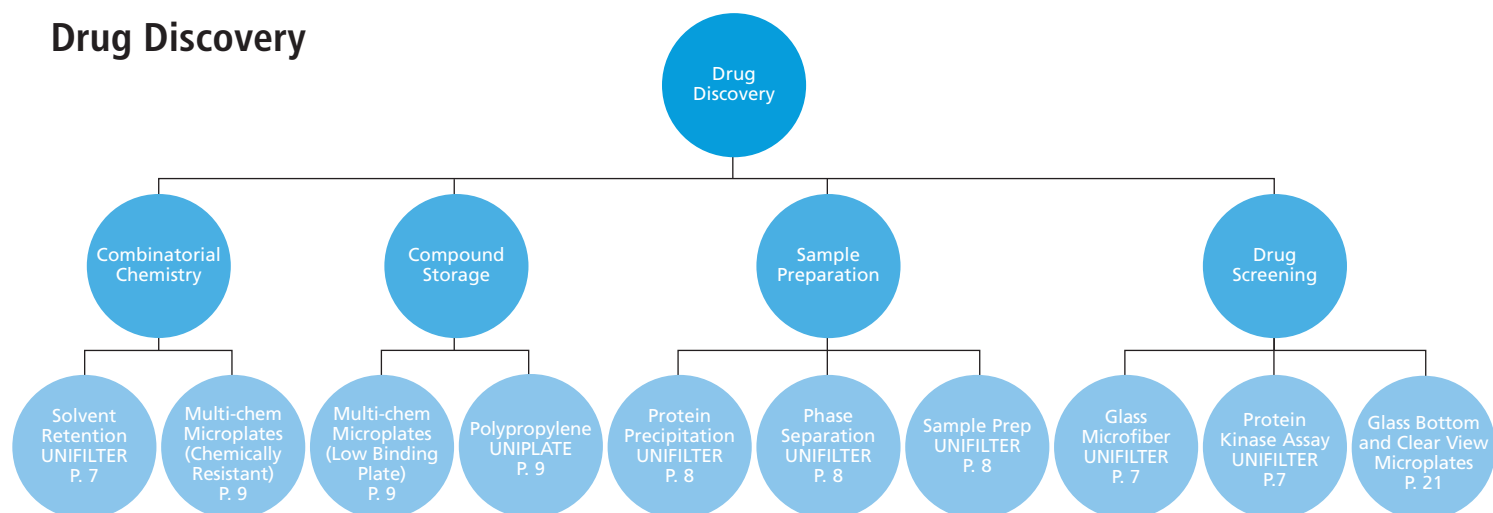 Drug Discovery
Drug
Discovery
Combinatorial
Chemistry
Compound
Storage
Sample
Preparation
Drug
Screening
Solvent
Retention
UNIFILTER
P. 7
Multi-chem
Microplates
(Chemically
Resistant)
P. 9
Multi-chem
Microplates
(Low Binding
Plate)
P. 9
Polypropylene
UNIPLATE
P. 9
Protein
Precipitation
UNIFILTER
P. 8
Phase
Separation
UNIFILTER
P. 8
Sample Prep
UNIFILTER
P. 8
Glass
Microfiber
UNIFILTER
P. 7
Protein
Kinase Assay
UNIFILTER
P.7
Glass Bottom
and Clear View
Microplates
P. 21